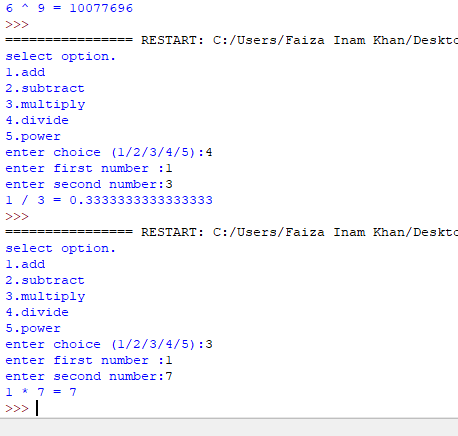 6 ^ 9 = 10077696
>>>
================ RESTART: C:/Users/Faiza Inam Khan/Deskto
select option.
1.add
2.subtract
3.multiply
4.divide
5.power
enter choice (1/2/3/4/5):4
enter first number :1
enter second number:3
1 / 3 = 0.3333333333333333
>>>
================ RESTART: C:/Users/Faiza Inam Khan/Deskto
select option.
1.add
2.subtract
3.multiply
4.divide
5.power
enter choice (1/2/3/4/5):3
enter first number :1
enter second number:7
1 * 7 = 7
>>>